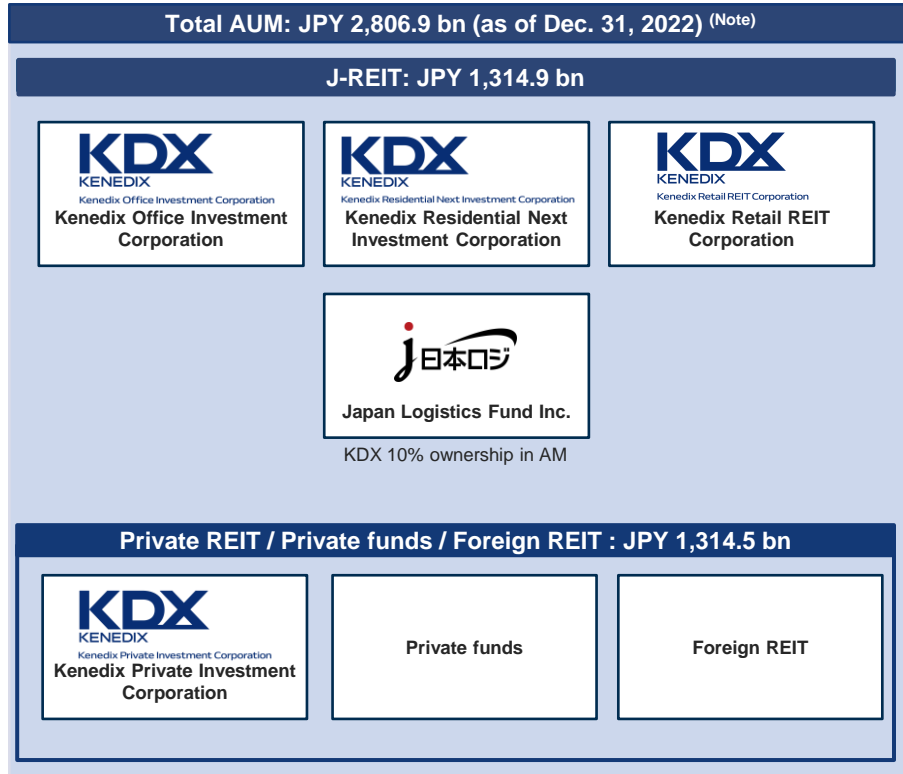 Total AUM: JPY 2,806.9 bn (as of Dec. 31, 2022) (Note)
J-REIT: JPY 1,314.9 bn
KDX
KENEDIX
Kenedix Office Investment Corporation
Kenedix Office Investment
Corporation
KDX
KENEDIX
Kenedix Residential Next Investment Corporation
Kenedix Residential Next
Investment Corporation
KDX
KENEDIX
Kenedix Retail REIT Corporation
Kenedix Retail REIT
Corporation
j日本ロジ
Japan Logistics Fund Inc.
KDX 10% ownership in AM
Private REIT / Private funds / Foreign REIT : JPY 1,314.5 bn
KDX
KENEDIX
Kenedix Private Investment Corporation
Kenedix Private Investment
Corporation
Private funds
Foreign REIT